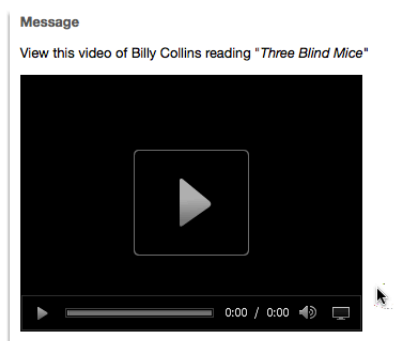 Message
View this video of Billy Collins reading "Three Blind Mice"
0:00 / 0:00